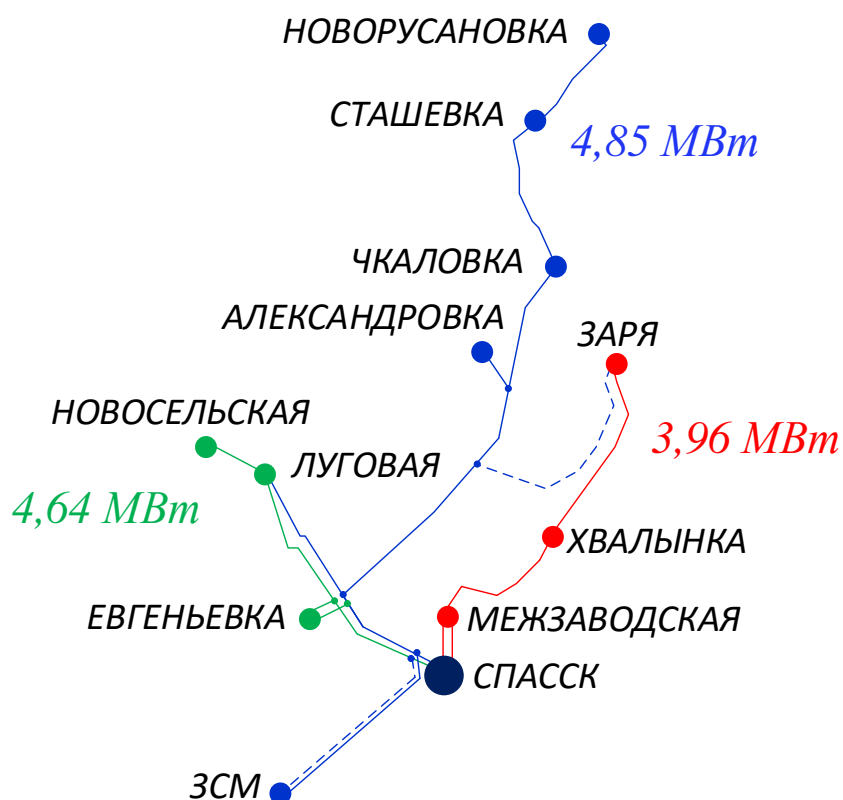 НОВОРУСАНОВКА
СТАШЕВКА
4,85 МВт
ЧКАЛОВКА
АЛЕКСАНДРОВКА
ЗАРЯ
НОВОСЕЛЬСКАЯ
3,96 МВт
ЛУГОВАЯ
4,64 МВт
ХВАЛЫНКА
ЕВГЕНЬЕВКА
МЕЖЗАВОДСКАЯ
СПАССК
ЗСМ